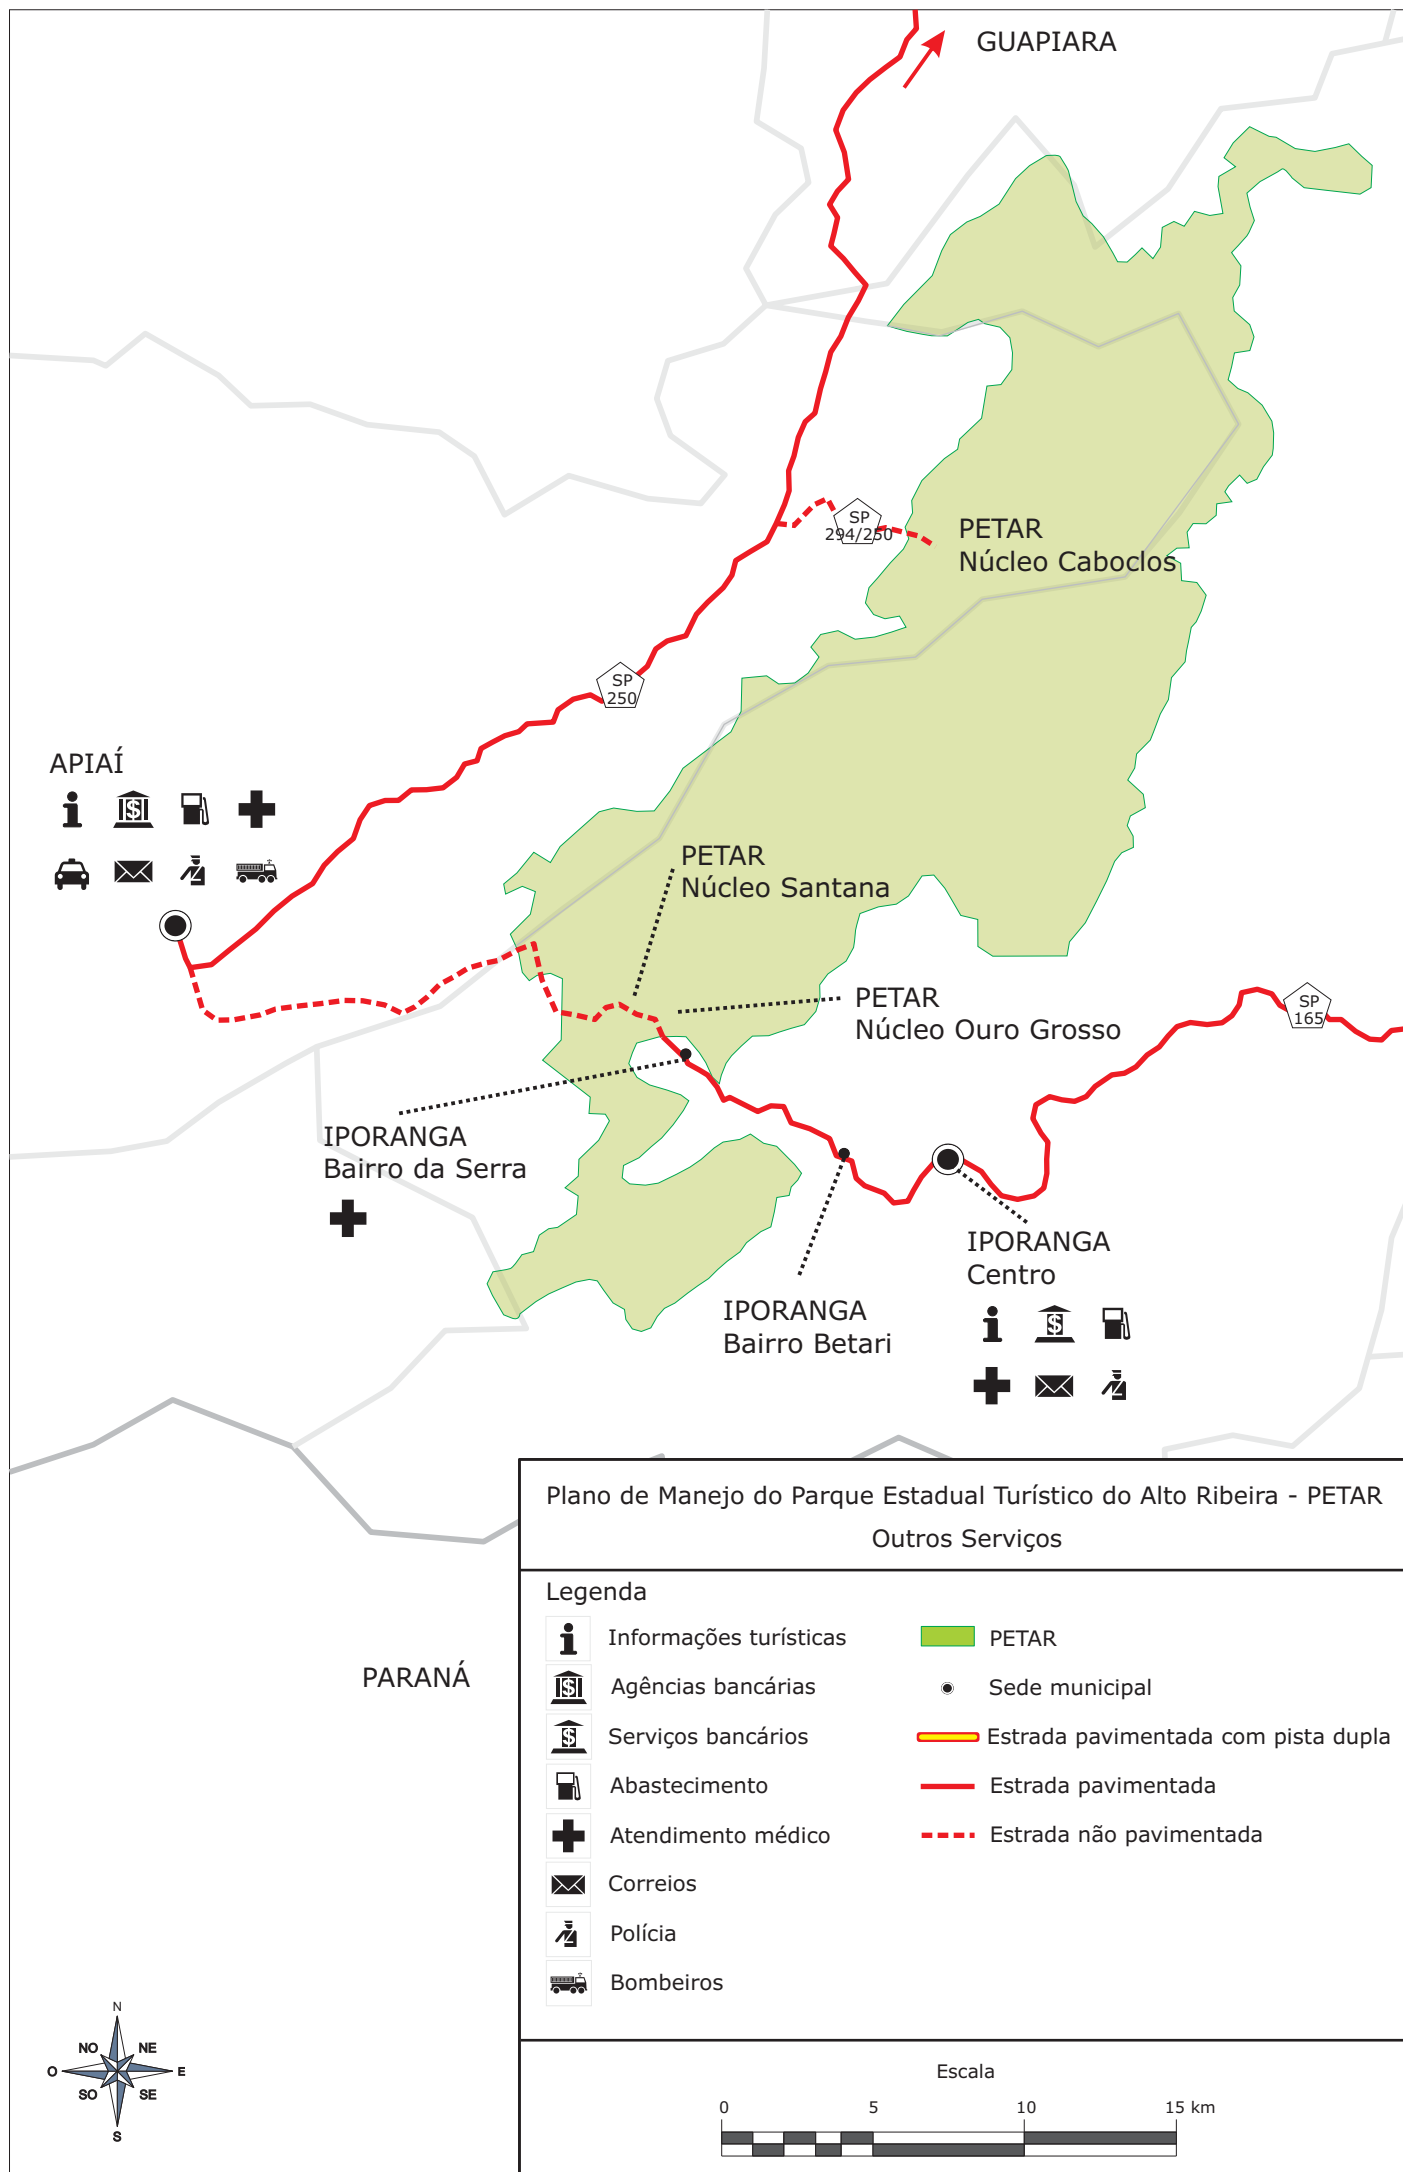 GUAPIARA
SP
294/250
PETAR
Núcleo Caboclos
SP
250
APIAÍ
PETAR
Núcleo Santana
PETAR
Núcleo Ouro Grosso
SP
165
IPORANGA
Bairro da Serra
IPORANGA
Centro
IPORANGA
Bairro Betari
PARANÁ
Plano de Manejo do Parque Estadual Turístico do Alto Ribeira - PETAR
Outros Serviços
Legenda
Informações turísticas
Agências bancárias
Serviços bancários
Abastecimento
Atendimento médico
Correios
Polícia
Bombeiros
PETAR
Sede municipal
Estrada pavimentada com pista dupla
Estrada pavimentada
Estrada não pavimentada
N
NO NE
O E
SO SE
S
Escala
0 5 10 15 km